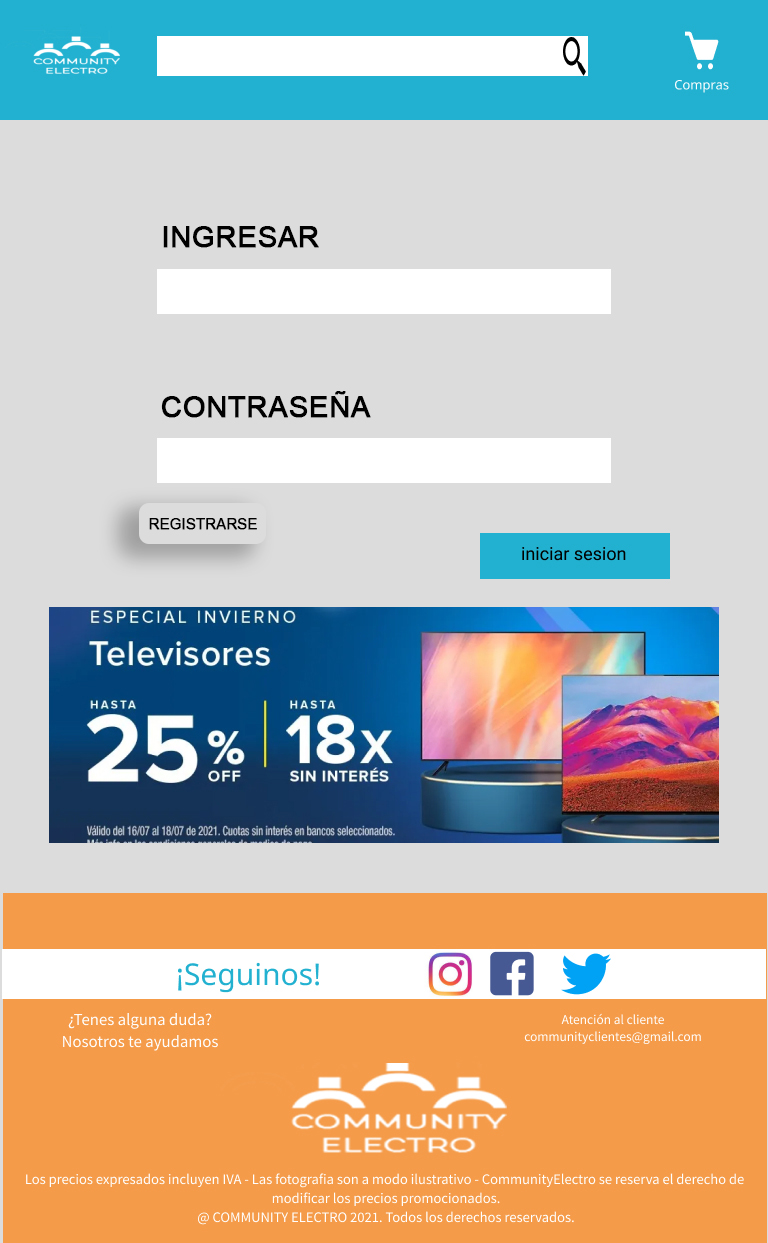 COMMUNITY
ELECTRO
Compras
INGRESAR
CONTRASEÑA
REGISTRARSE
iniciar sesion
ESPECIAL INVIERNO
Televisores
HASTA
25% OFF
HASTA
18x
SIN INTERÉS
Válido del 16/07 al 18/07 de 2021. Cuotas sin interés en bancos seleccionados.
¡Seguinos!
¿Tenes alguna duda?
Nosotros te ayudamos
Atención al cliente
communityclientes@gmail.com
COMMUNITY
ELECTRO
Los precios expresados incluyen IVA - Las fotografia son a modo ilustrativo - CommunityElectro se reserva el derecho de
modificar los precios promocionados.
@ COMMUNITY ELECTRO 2021. Todos los derechos reservados.